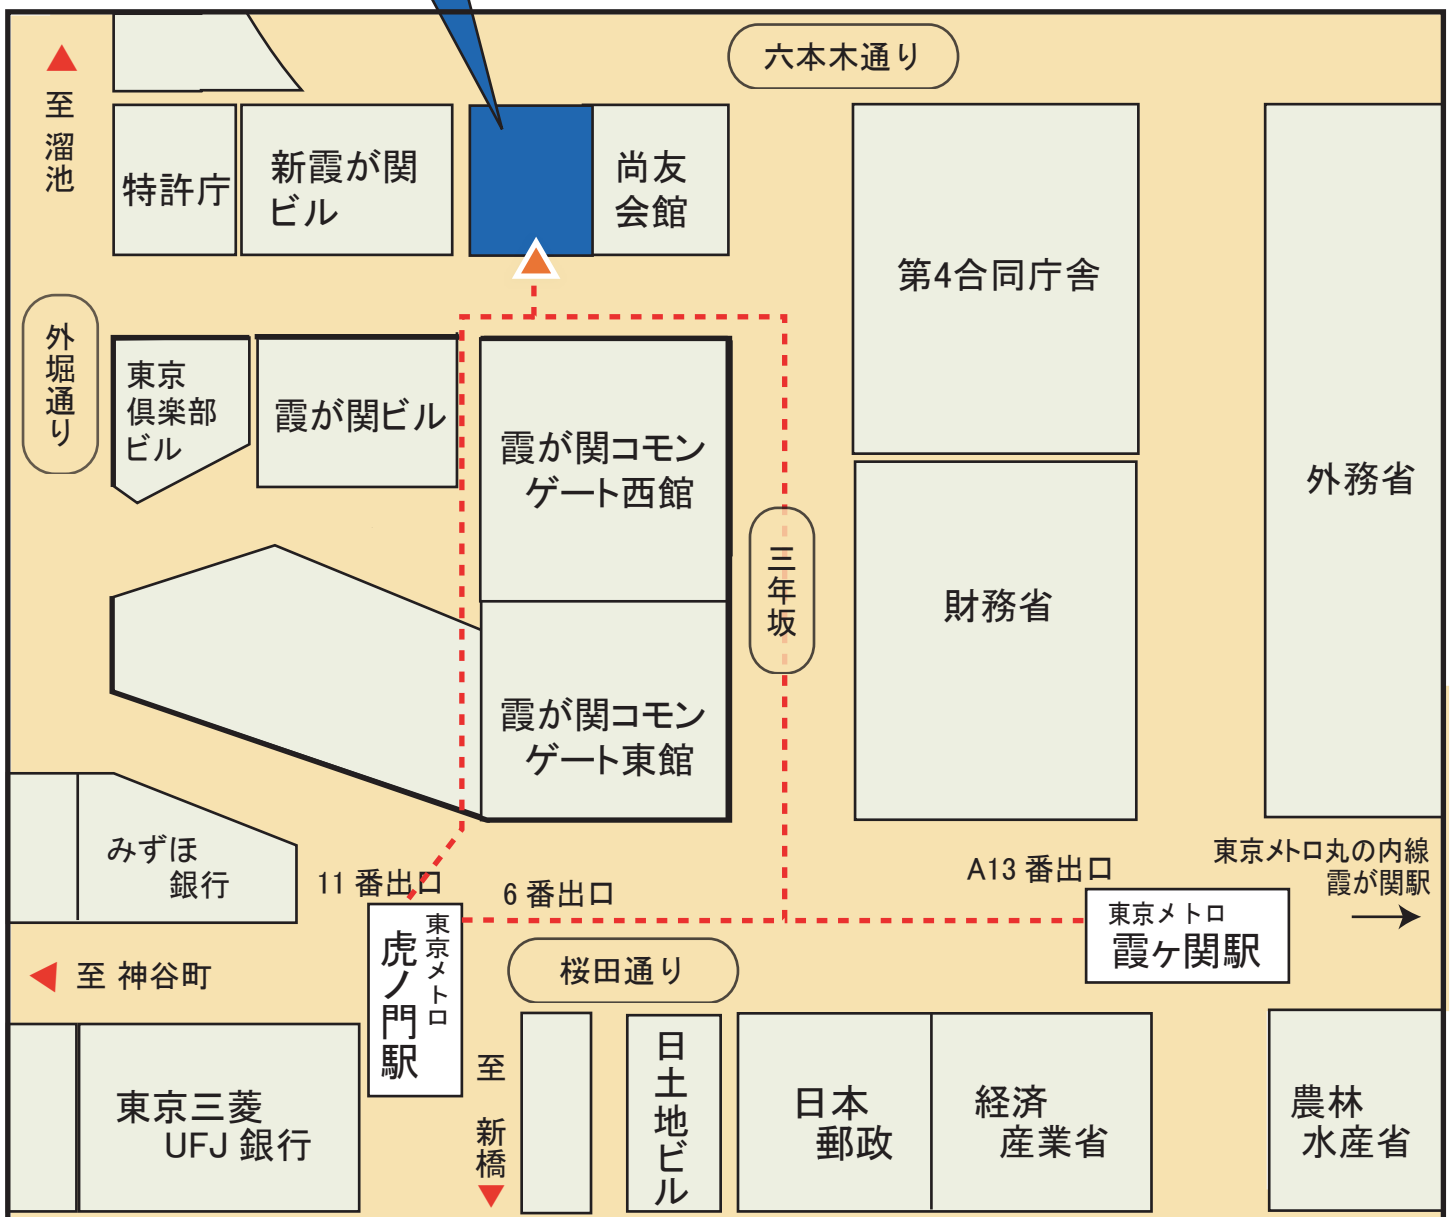 六本木通り
至 溜池
特許庁
新霞が関
ビル
尚友
会館
第4合同庁舎
外堀通り
東京
倶楽部
ビル
霞が関ビル
霞が関コモン
ゲート西館
外務省
三年坂
財務省
霞が関コモン
ゲート東館
みずほ
銀行
11 番出口
6 番出口
A13 番出口
東京メトロ丸の内線
霞が関駅
東京メトロ
霞ヶ関駅
東京メトロ
虎ノ門駅
至 神谷町
桜田通り
至 新橋
東京三菱
UFJ 銀行
日土地ビル
日本
郵政
経済
産業省
農林
水産省